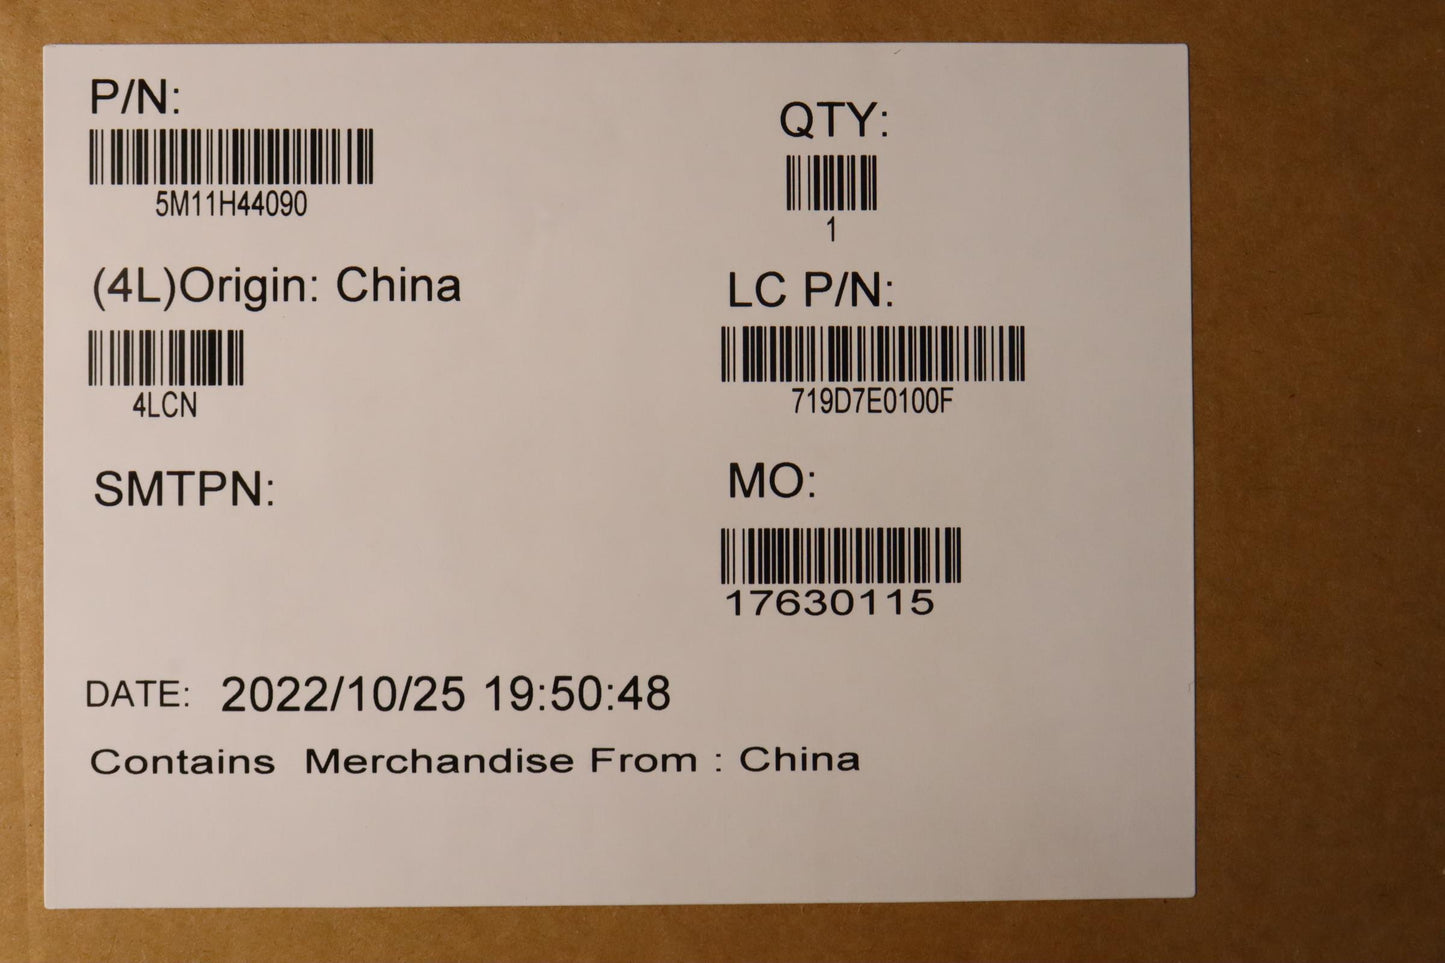 P/N:
5M11H44090
QTY:
1
(4L)Origin: China
4LCN
LC P/N:
719D7E0100F
SMTPN:
MO:
17630115
DATE: 2022/10/25 19:50:48
Contains Merchandise From : China